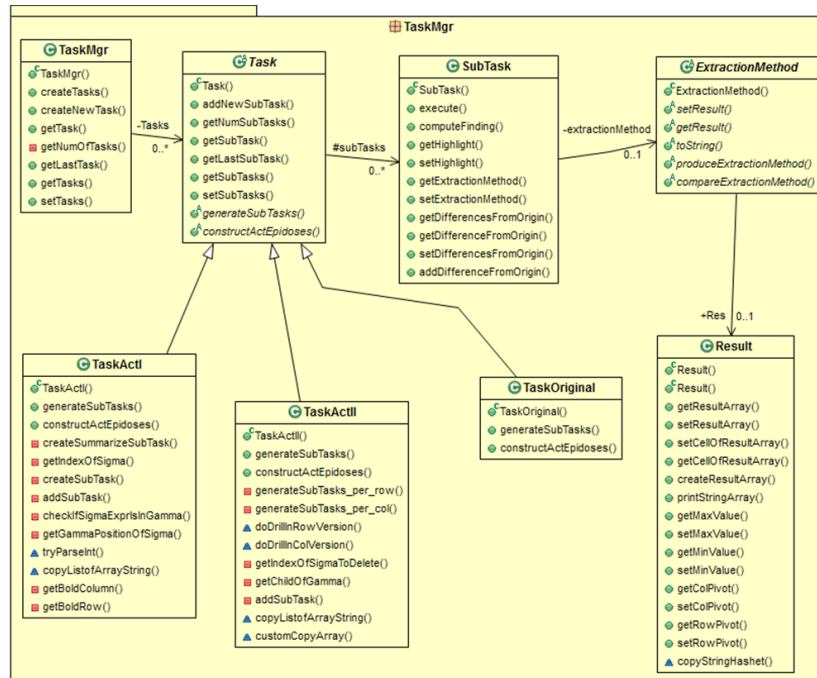 TaskMgr
TaskMgr
TaskMgr()
createTasks()
createNewTask()
getTask()
getNumOfTasks()
getLastTask()
getTasks()
setTasks()
-Tasks
0..*
Task
Task()
addNewSubTask()
getNumSubTasks()
getSubTask()
getLastSubTask()
getSubTasks()
setSubTasks()
generateSubTasks()
constructActEpidoses()
#subTasks
0..*
SubTask
SubTask()
execute()
computeFinding()
getHighlight()
setHighlight()
getExtractionMethod()
setExtractionMethod()
getDifferencesFromOrigin()
getDifferenceFromOrigin()
setDifferencesFromOrigin()
addDifferenceFromOrigin()
-extractionMethod
0..1
ExtractionMethod
ExtractionMethod()
setResult()
getResult()
toString()
produceExtractionMethod()
compareExtractionMethod()
+Res 0..1
TaskActI
TaskActI()
generateSubTasks()
constructActEpidoses()
createSummarizeSubTask()
getIndexOfSigma()
createSubTask()
addSubTask()
checkIfSigmaExprIsInGamma()
getGammaPositionOfSigma()
tryParseInt()
copyListofArrayString()
getBoldColumn()
getBoldRow()
TaskActII
TaskActII()
generateSubTasks()
constructActEpidoses()
generateSubTasks_per_row()
generateSubTasks_per_col()
doDrillInRowVersion()
doDrillInColVersion()
getIndexOfSigmaToDelete()
getChildOfGamma()
addSubTask()
copyListofArrayString()
customCopyArray()
TaskOriginal
TaskOriginal()
generateSubTasks()
constructActEpidoses()
Result
Result()
Result()
getResultArray()
setResultArray()
setCellOfResultArray()
getCellOfResultArray()
createResultArray()
printStringArray()
getMaxValue()
setMaxValue()
getMinValue()
setMinValue()
getColPivot()
setColPivot()
getRowPivot()
setRowPivot()
copyStringHashet()